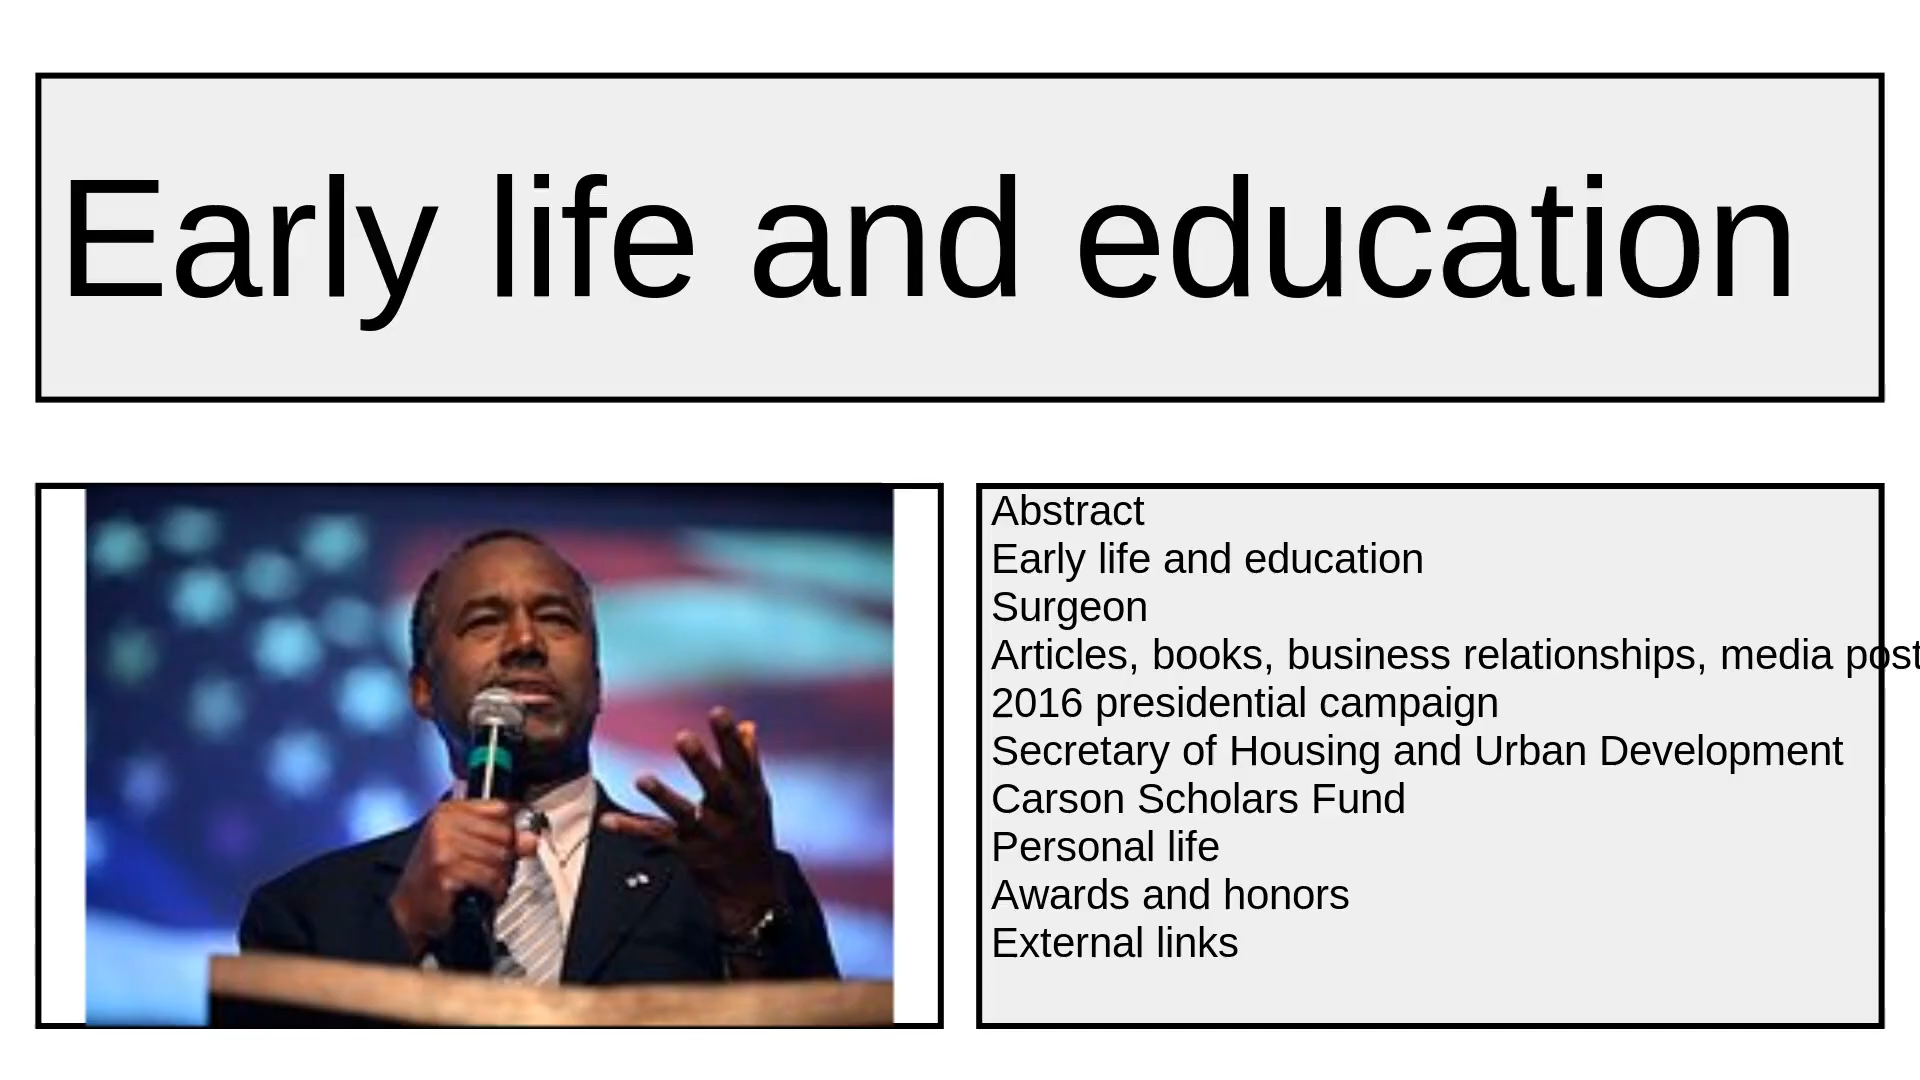 Early life and education
Abstract
Early life and education
Surgeon
Articles, books, business relationships, media post
2016 presidential campaign
Secretary of Housing and Urban Development
Carson Scholars Fund
Personal life
Awards and honors
External links